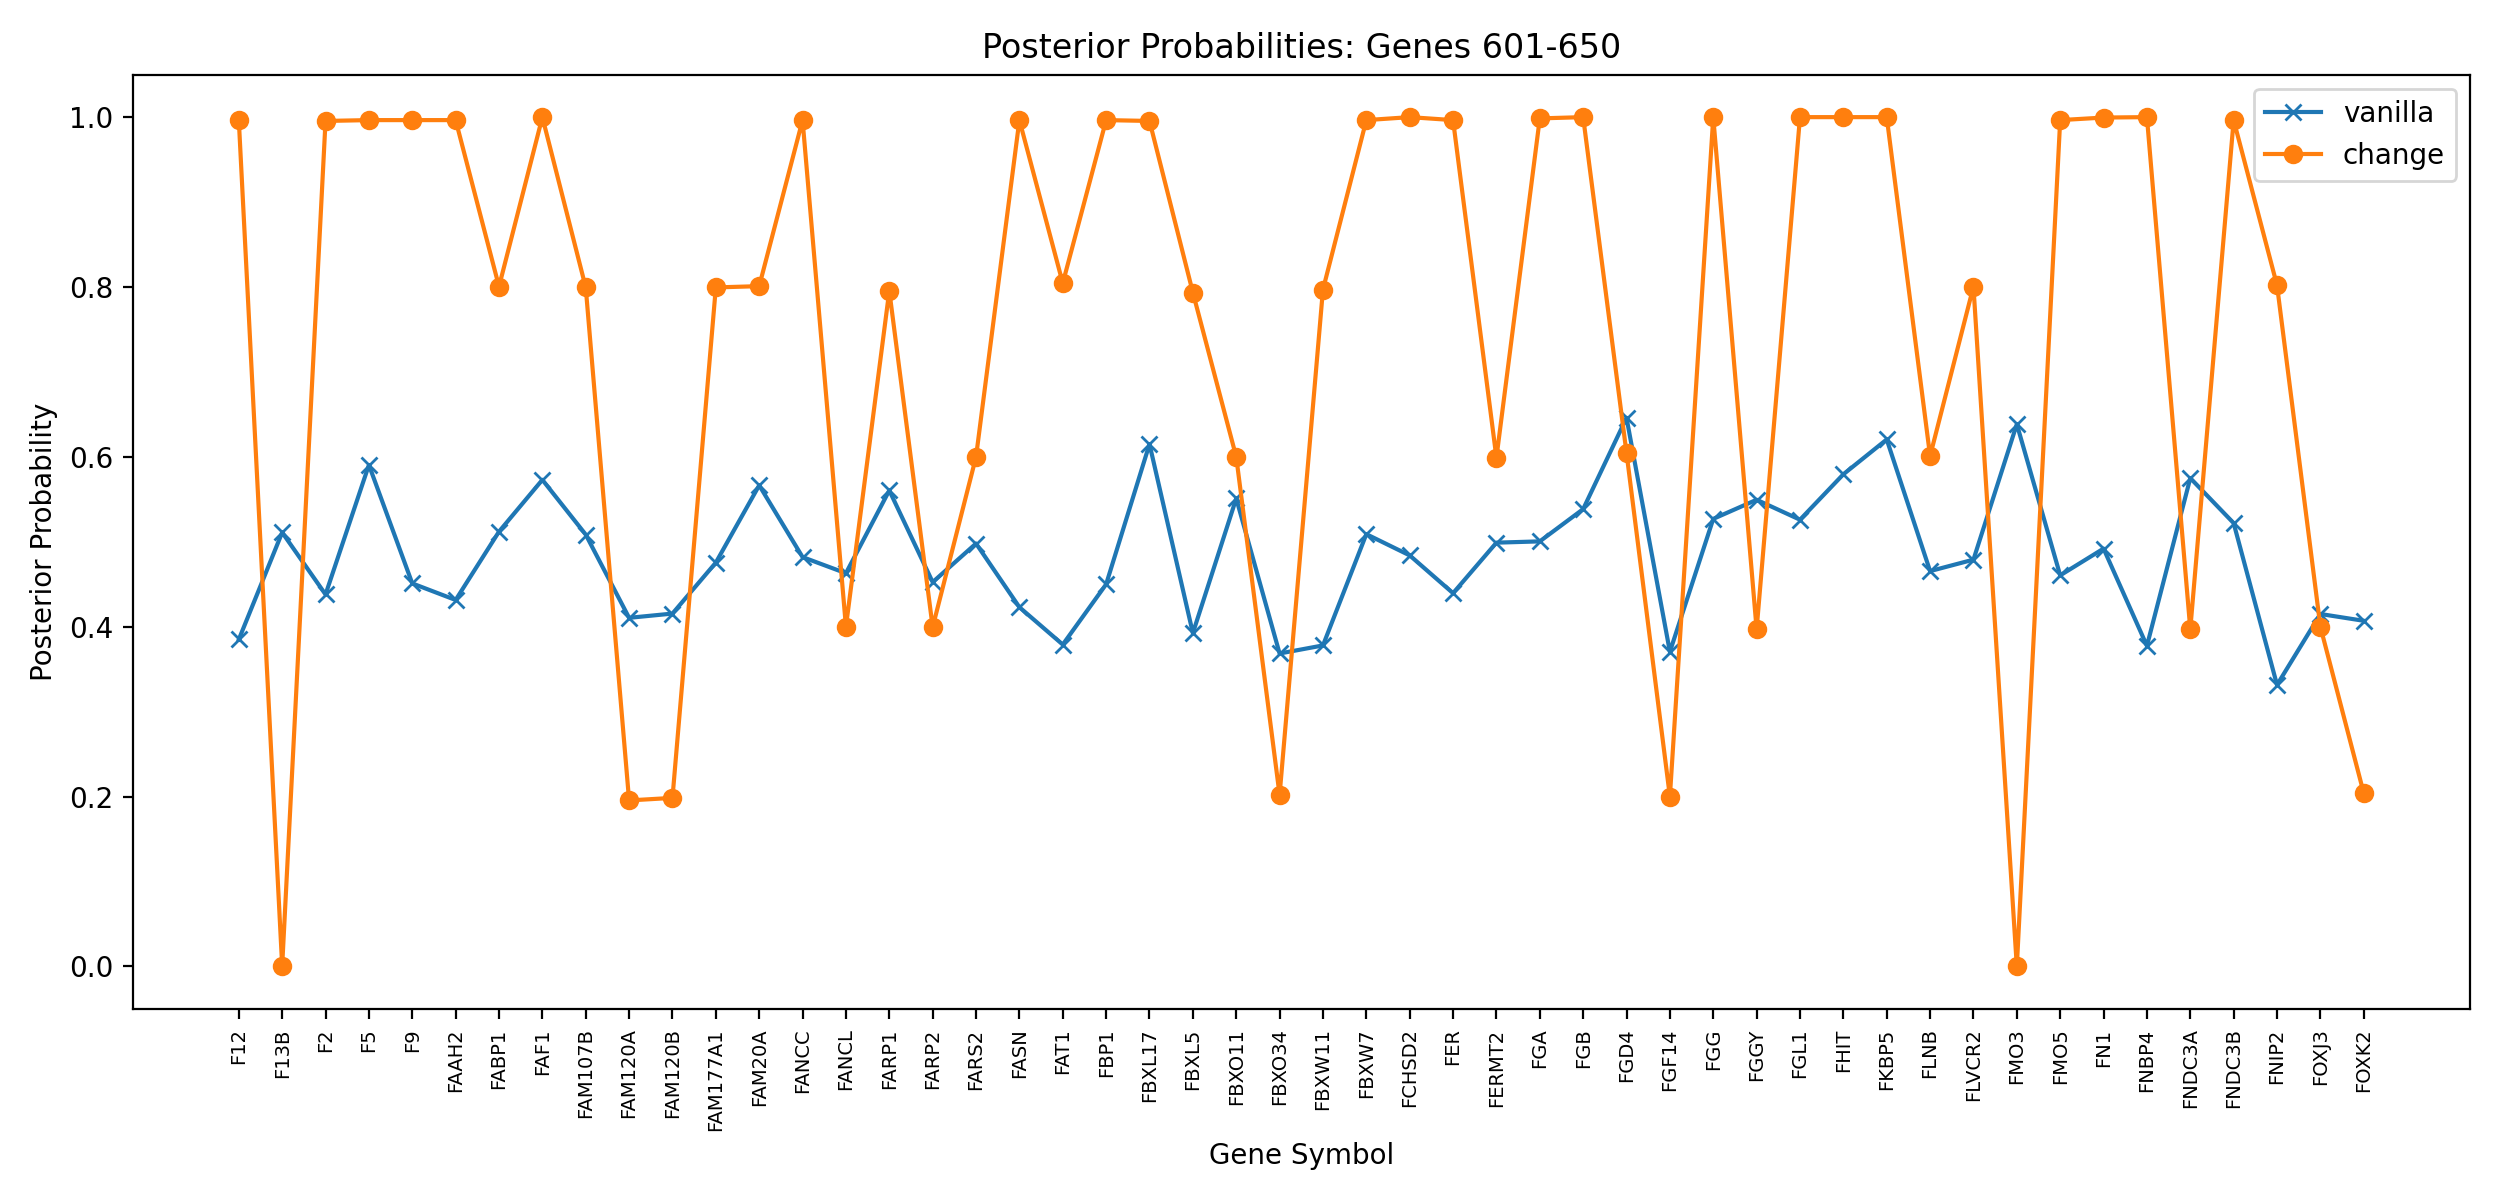 Posterior Probabilities: Genes 601-650
vanilla
change
Posterior Probability
1.0
0.8
0.6
0.4
0.2
0.0
F12
F13B
F2
F5
F9
FAAH2
FABP1
FAF1
FAM107B
FAM120A
FAM120B
FAM177A1
FAM20A
FANCC
FANCL
FARP1
FARP2
FARS2
FASN
FAT1
FBP1
FBXL17
FBXL5
FBXO11
FBXO34
FBXW11
FBXW7
FCHSD2
FER
FERMT2
FGA
FGB
FGD4
FGF14
FGG
FGGY
FGL1
FHIT
FKBP5
FLNB
FLVCR2
FMO3
FMO5
FN1
FNBP4
FNDC3A
FNDC3B
FNIP2
FOXJ3
FOXK2
Gene Symbol